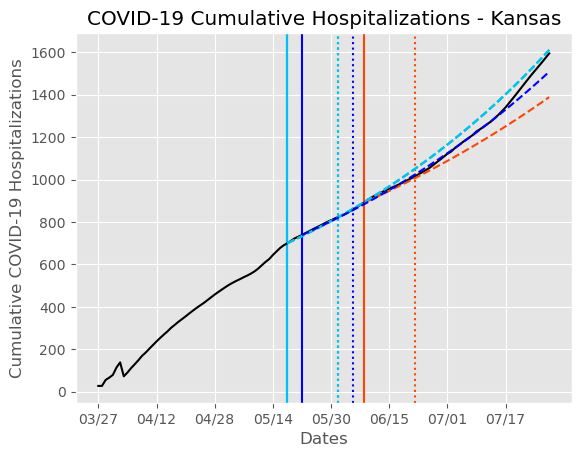 COVID-19 Cumulative Hospitalizations - Kansas
Cumulative COVID-19 Hospitalizations
1600
1400
1200
1000
800
600
400
200
0
03/27 04/12 04/28 05/14 05/30 06/15 07/01 07/17
Dates